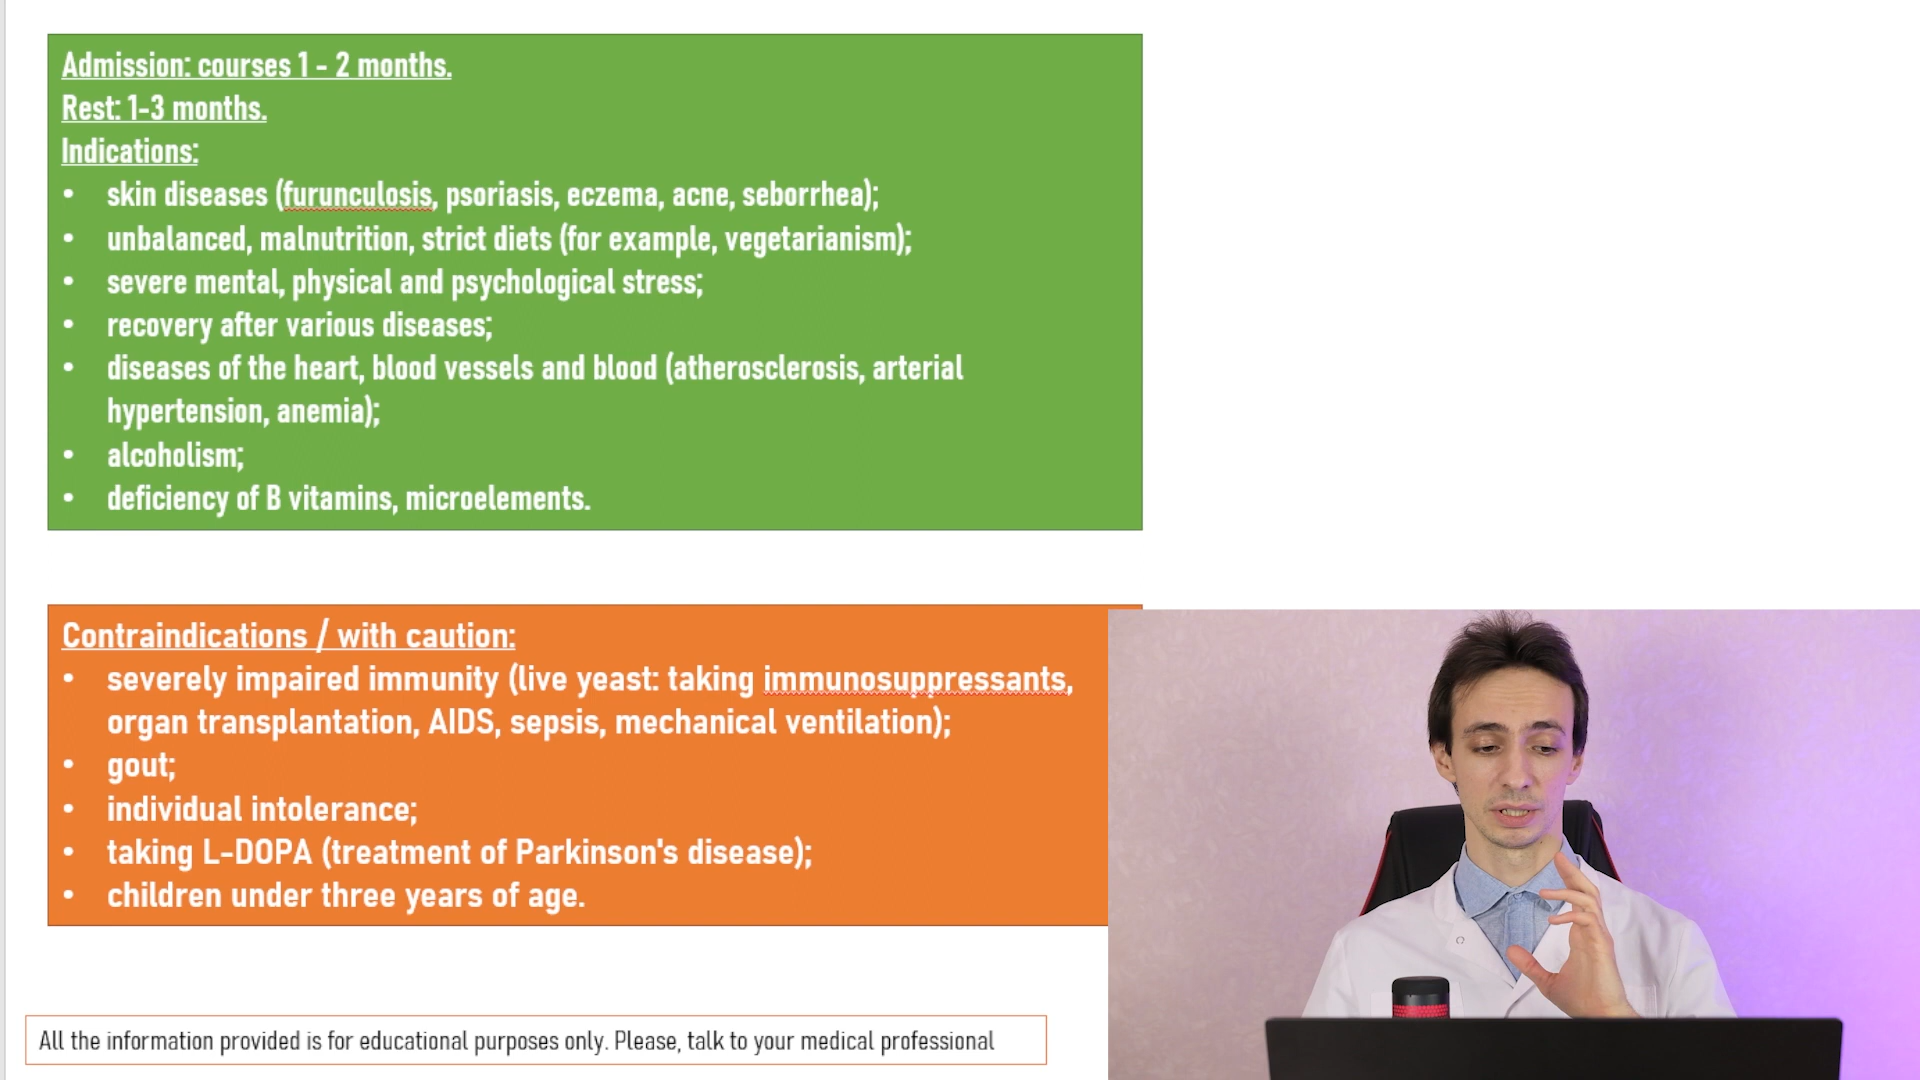 Admission: courses 1 - 2 months.
Rest: 1-3 months.
Indications:
• skin diseases (furunculosis, psoriasis, eczema, acne, seborrhea);
• unbalanced, malnutrition, strict diets (for example, vegetarianism);
• severe mental, physical and psychological stress;
• recovery after various diseases;
• diseases of the heart, blood vessels and blood (atherosclerosis, arterial
hypertension, anemia);
• alcoholism;
• deficiency of B vitamins, microelements.
Contraindications / with caution:
• severely impaired immunity (live yeast: taking immunosuppressants,
organ transplantation, AIDS, sepsis, mechanical ventilation);
• gout;
• individual intolerance;
• taking L-DOPA (treatment of Parkinson's disease);
• children under three years of age.
All the information provided is for educational purposes only. Please, talk to your medical professional